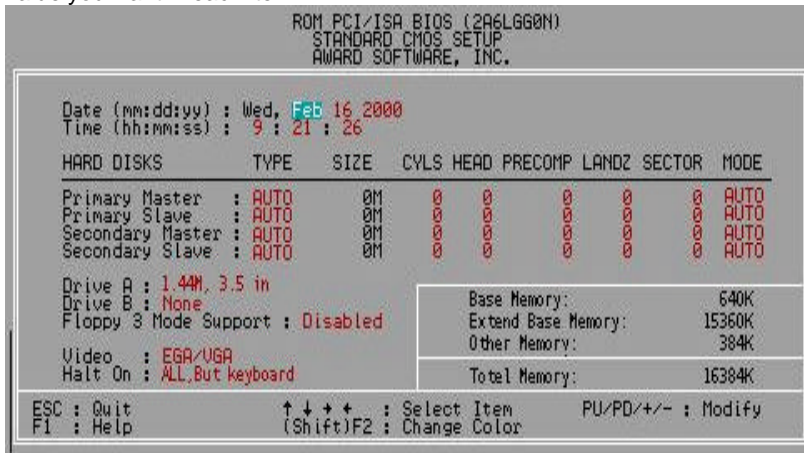 ROM PCI/ISA BIOS (2A6LGG0N)
STANDARD CMOS SETUP
AWARD SOFTWARE, INC.
Date (mm:dd:yy) : Wed, Feb 16 2000
Time (hh:mm:ss) : 9 : 21 : 26
HARD DISKS TYPE SIZE CYLS HEAD PRECOMP LANDZ SECTOR MODE
Primary Master : AUTO 0M 0 0 0 0 0 AUTO
Primary Slave : AUTO 0M 0 0 0 0 0 AUTO
Secondary Master : AUTO 0M 0 0 0 0 0 AUTO
Secondary Slave : AUTO 0M 0 0 0 0 0 AUTO
Drive A : 1.44M, 3.5 in
Drive B : None
Floppy 3 Mode Support : Disabled
Video : EGA/VGA
Halt On : ALL,But keyboard
Base Memory: 640K
Extend Base Memory: 15360K
Other Memory: 384K
Totel Memory: 16384K
ESC : Quit ↑ ↓ → ← : Select Item PU/PD/+/- : Modify
F1 : Help (Shift)F2 : Change Color